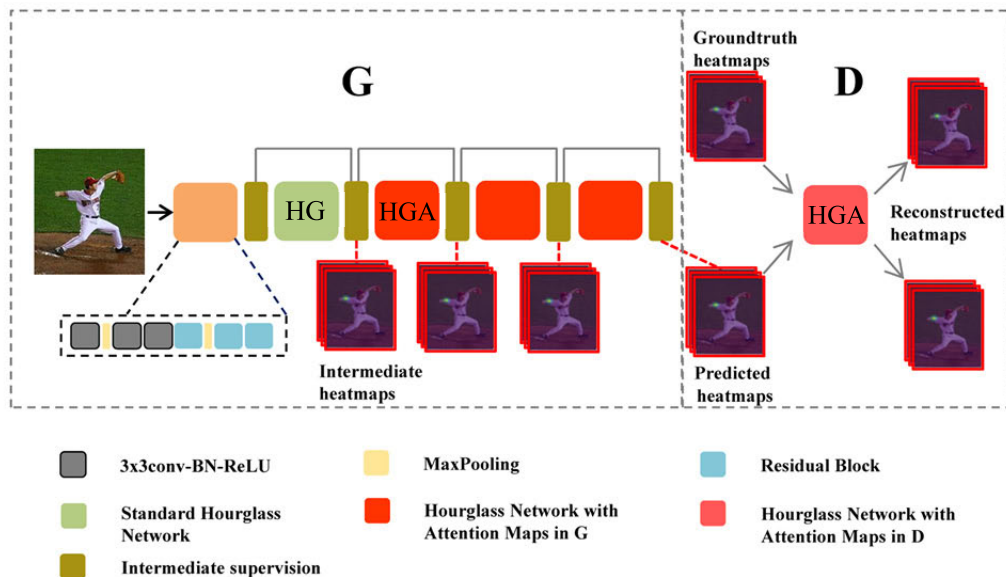 G
HG
HGA
Intermediate
heatmaps
Groundtruth
heatmaps
D
HGA
Reconstructed
heatmaps
Predicted
heatmaps
3x3conv-BN-ReLU
MaxPooling
Residual Block
Standard Hourglass
Network
Hourglass Network with
Attention Maps in G
Hourglass Network with
Attention Maps in D
Intermediate supervision